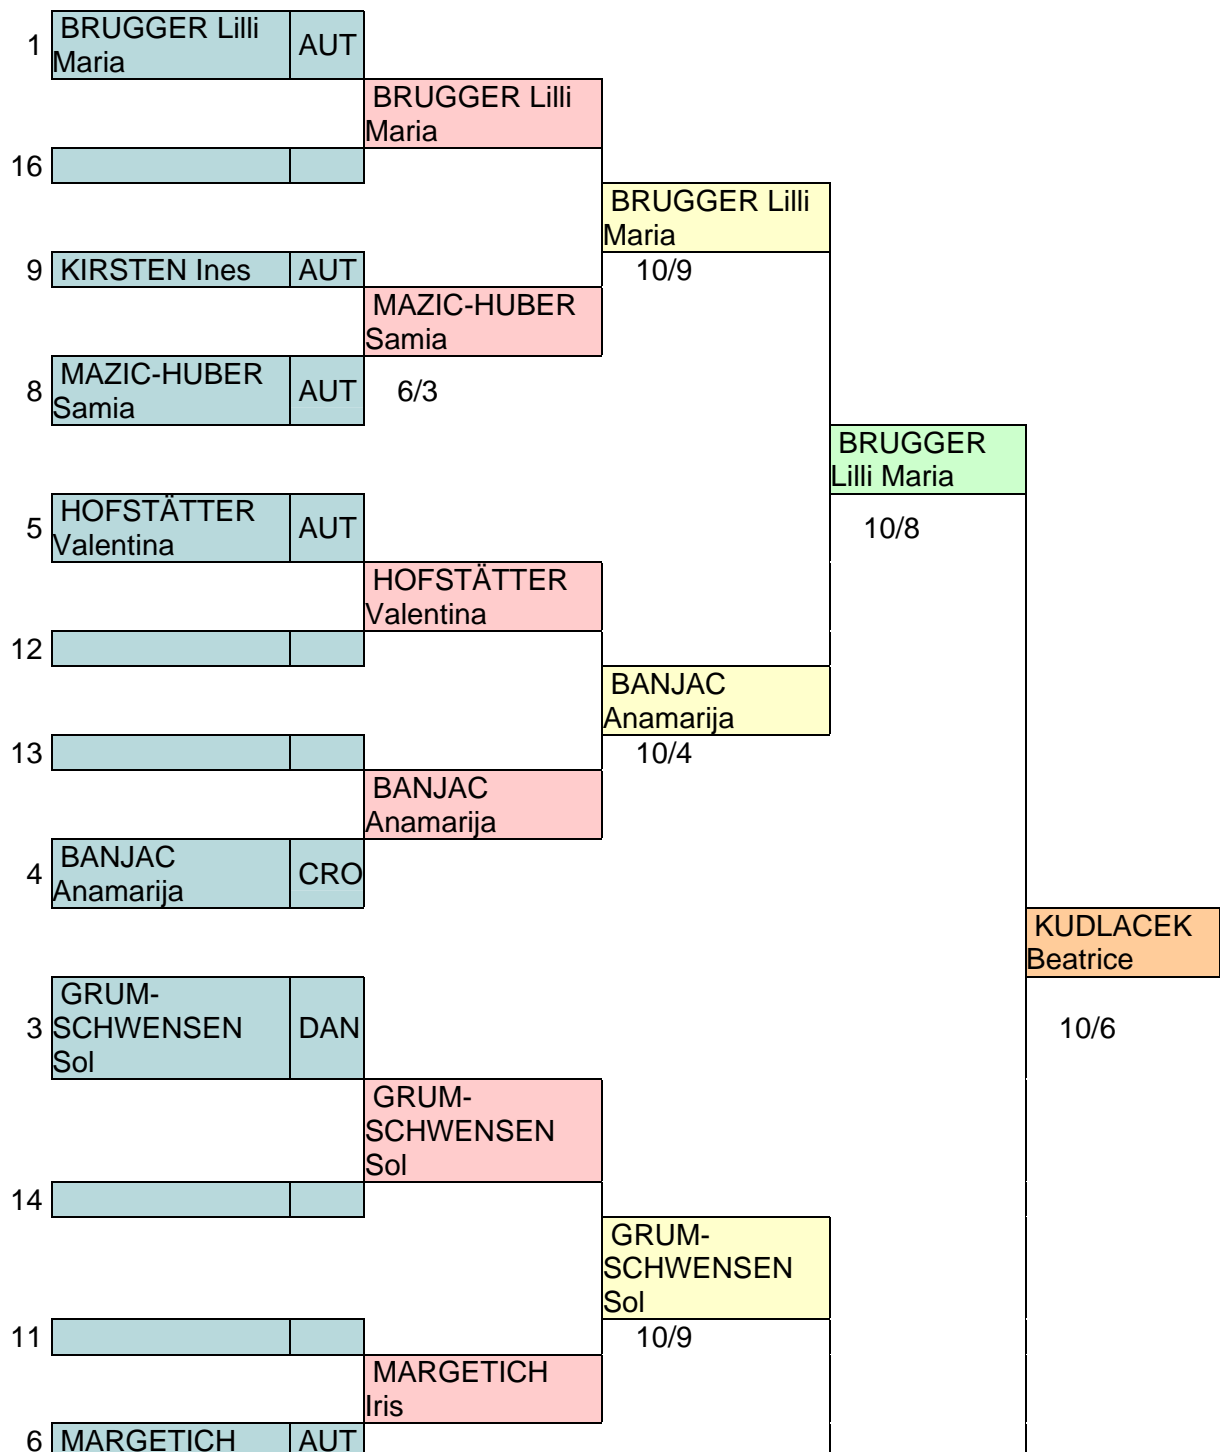 1 BRUGGER Lilli Maria AUT
BRUGGER Lilli
Maria
16
BRUGGER Lilli
Maria
9 KIRSTEN Ines AUT
10/9
MAZIC-HUBER
Samia
8 MAZIC-HUBER Samia AUT
6/3
BRUGGER
Lilli Maria
5 HOFSTÄTTER Valentina AUT
10/8
HOFSTÄTTER
Valentina
12
BANJAC
Anamarija
13
10/4
BANJAC
Anamarija
4 BANJAC Anamarija CRO
KUDLACEK
Beatrice
3 GRUM-SCHWENSEN Sol DAN
10/6
GRUM-
SCHWENSEN
Sol
14
GRUM-
SCHWENSEN
Sol
11
10/9
MARGETICH
Iris
6 MARGETICH AUT